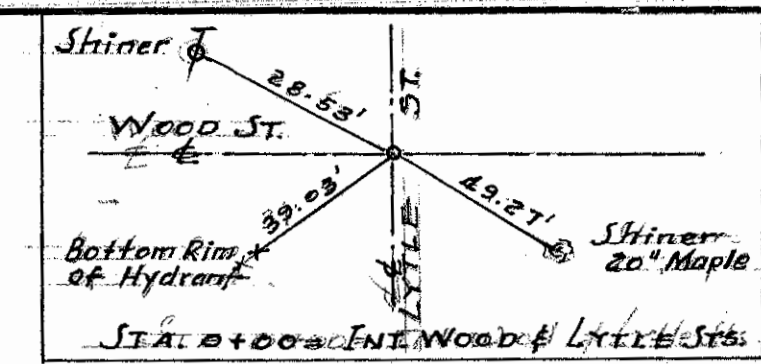 Shiner
28.53'
ST.
WOOD ST.
℄
39.03'
49.27'
Bottom Rim
of Hydrant
Shiner
20" Maple
℄ LYTLE
STA. 0+00= INT. WOOD & LYTLE STS.